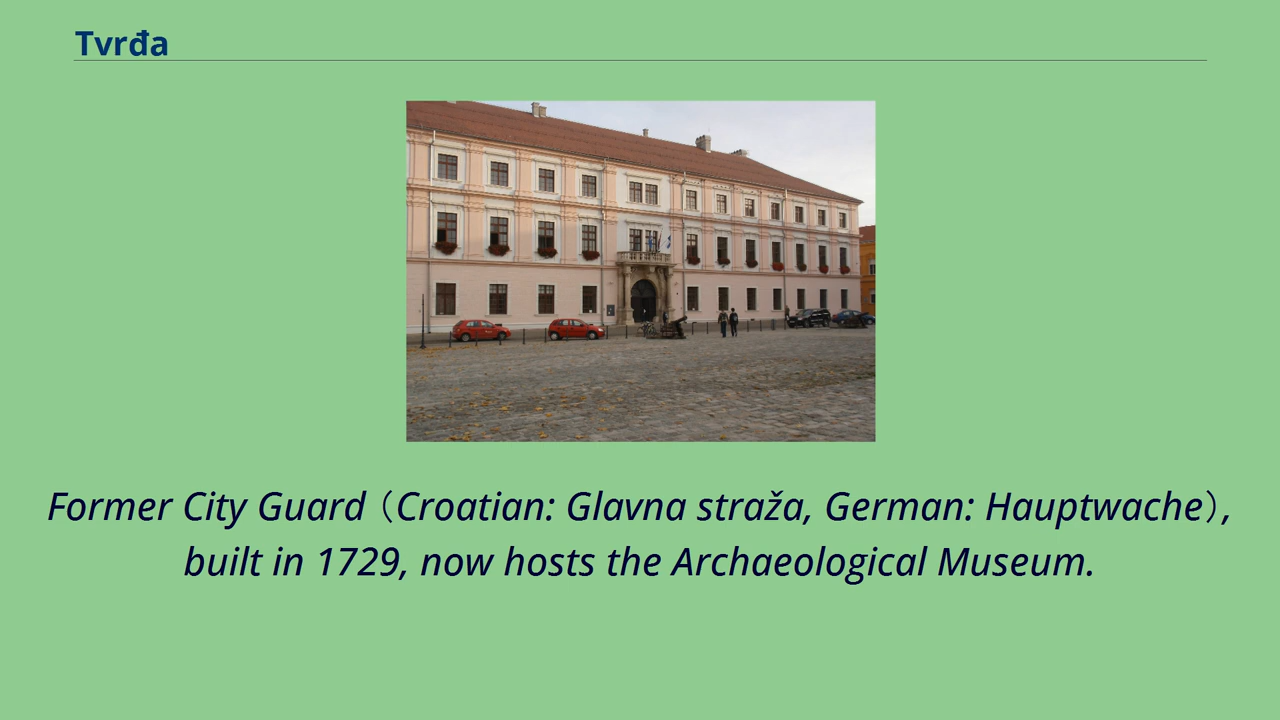 Tvrđa
Former City Guard（Croatian: Glavna straža, German: Hauptwache）,
built in 1729, now hosts the Archaeological Museum.